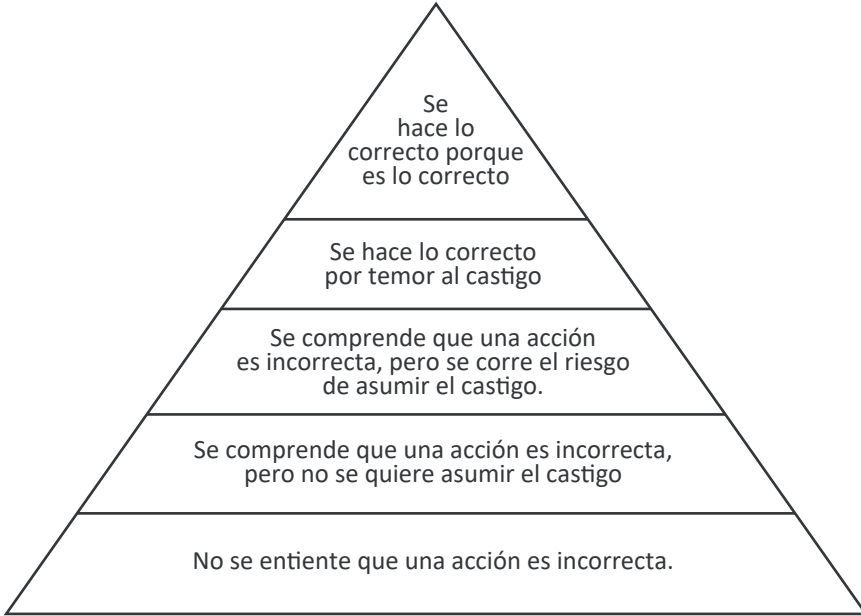 Se
hace lo
correcto porque
es lo correcto
Se hace lo correcto
por temor al castigo
Se comprende que una acción
es incorrecta, pero se corre el riesgo
de asumir el castigo.
Se comprende que una acción es incorrecta,
pero no se quiere asumir el castigo
No se entiente que una acción es incorrecta.